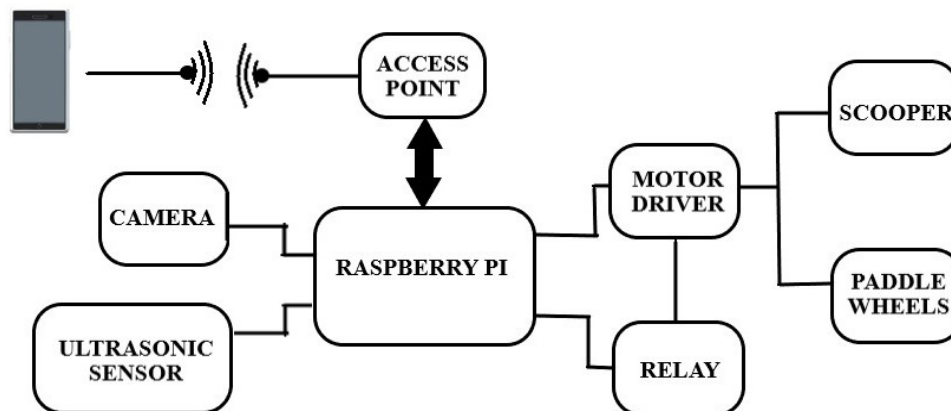 ACCESS
POINT
SCOOPER
MOTOR
DRIVER
CAMERA
RASPBERRY PI
PADDLE
WHEELS
ULTRASONIC
SENSOR
RELAY